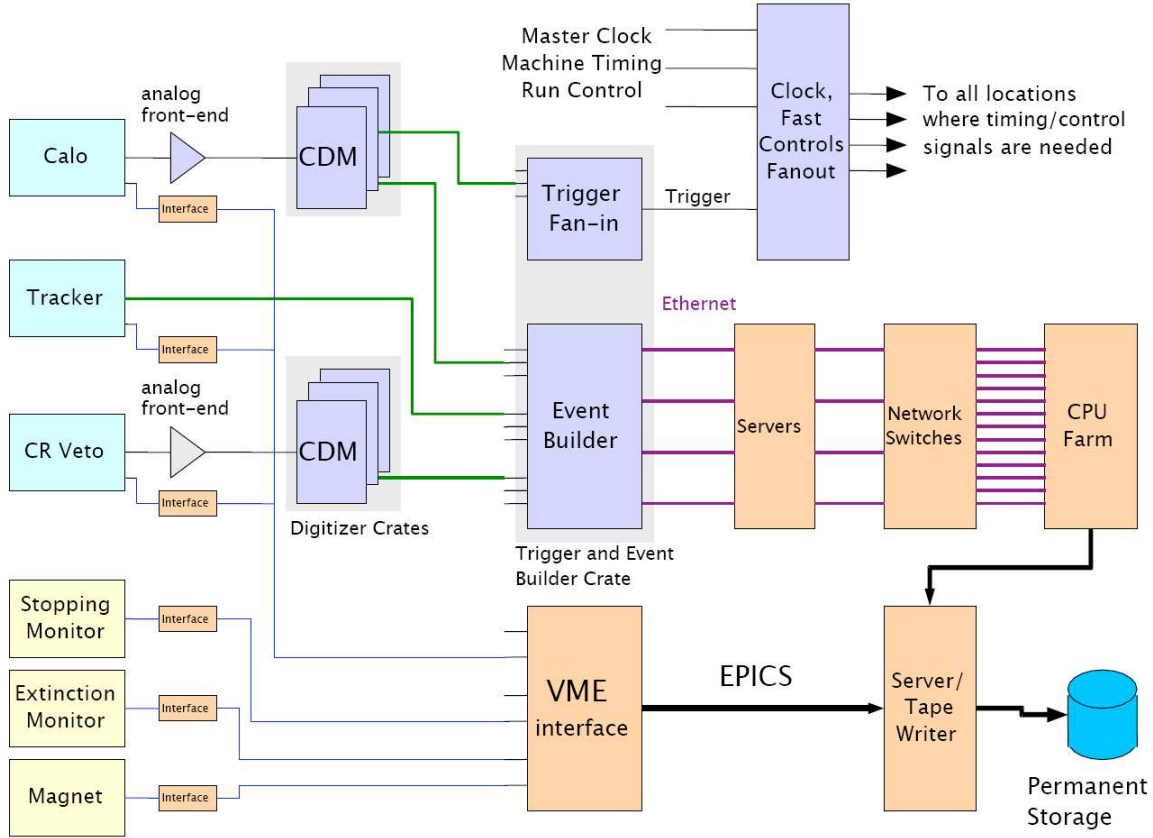 Master Clock
Machine Timing
Run Control
Clock,
Fast
Controls
Fanout
To all locations
where timing/control
signals are needed
analog
front-end
Calo
CDM
Interface
Trigger
Fan-in
Trigger
Tracker
Interface
Ethernet
analog
front-end
CR Veto
CDM
Interface
Digitizer Crates
Event
Builder
Servers
Network
Switches
CPU
Farm
Trigger and Event
Builder Crate
Stopping
Monitor
Interface
Extinction
Monitor
Interface
Magnet
Interface
VME
interface
EPICS
Server/
Tape
Writer
Permanent
Storage